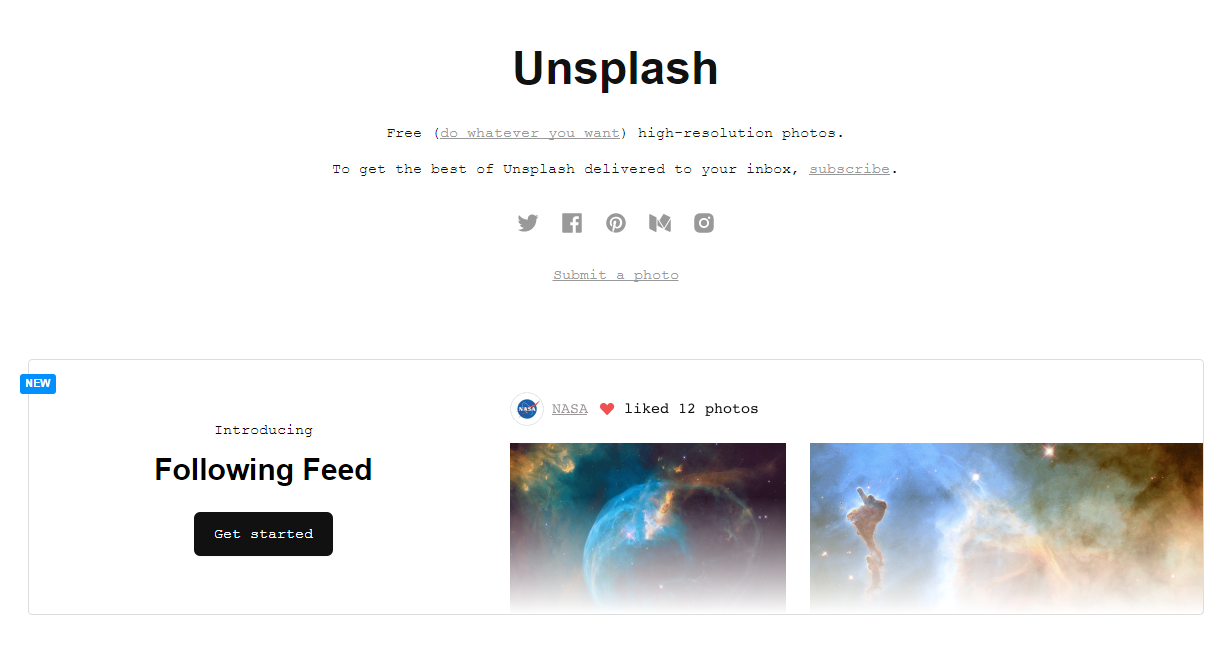 Unsplash
Free (do whatever you want) high-resolution photos.
To get the best of Unsplash delivered to your inbox, subscribe.
Submit a photo
NEW
Introducing
Following Feed
Get started
NASA
NASA liked 12 photos